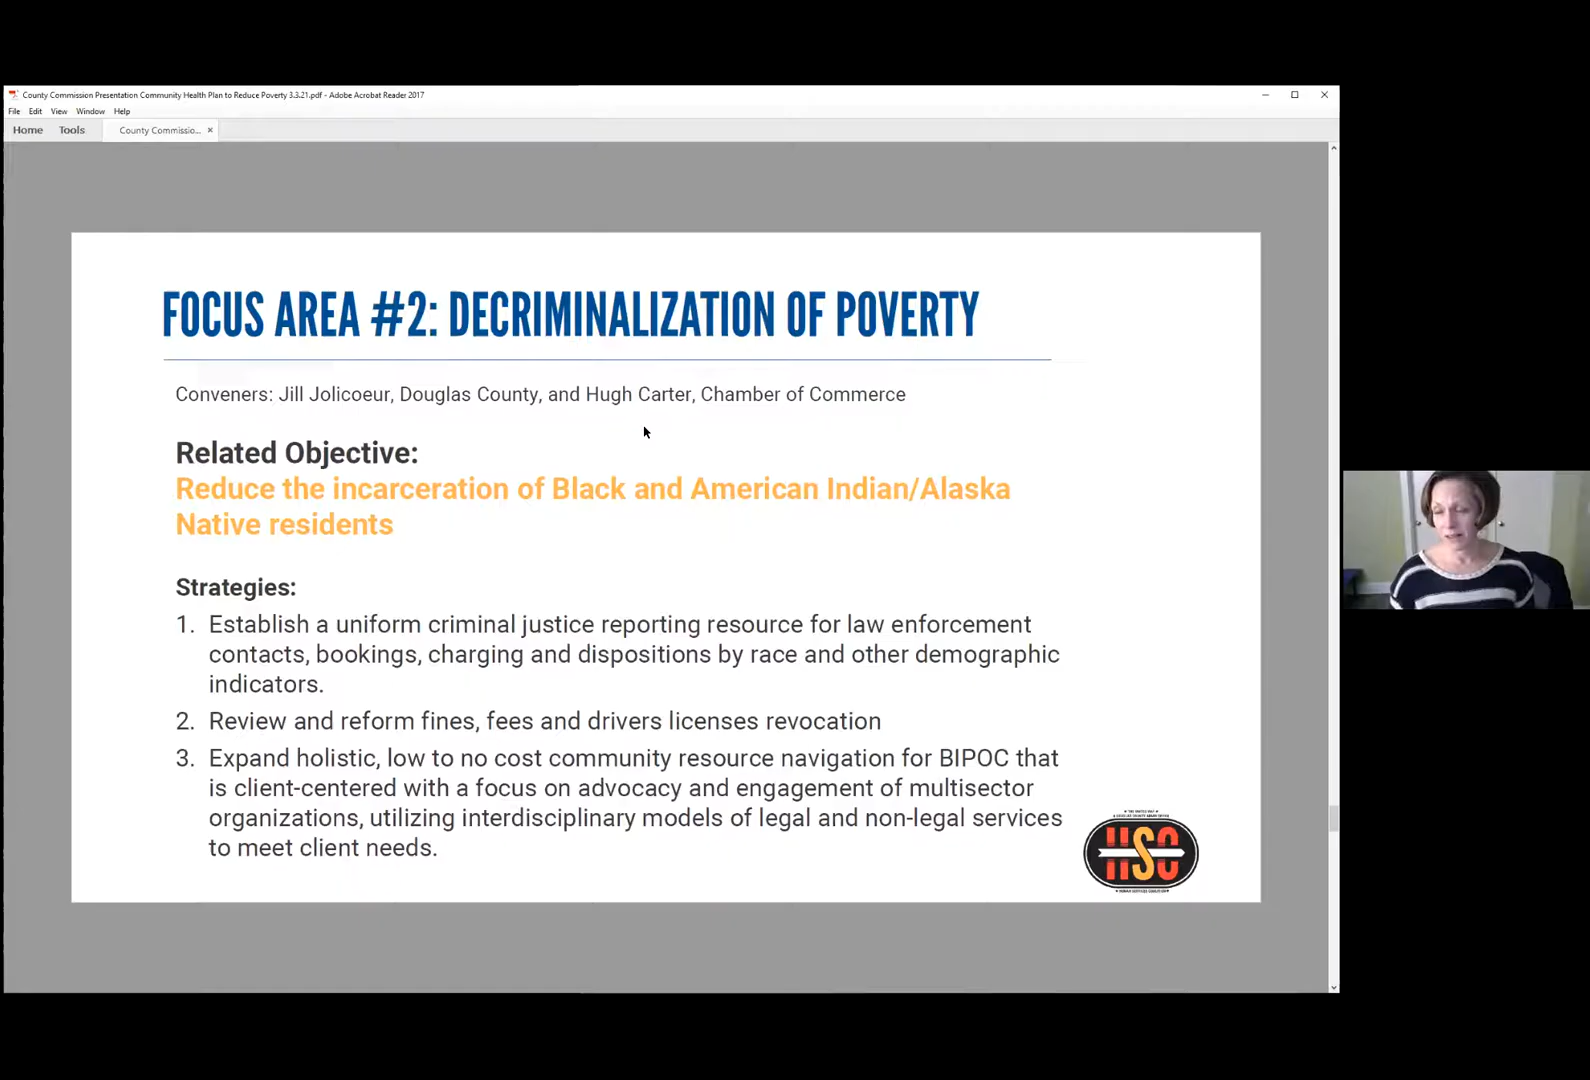 County Commission Presentation Community Health Plan to Reduce Poverty 3.3.21.pdf - Adobe Acrobat Reader 2017
File Edit View Window Help
Home Tools County Commissio... ×
FOCUS AREA #2: DECRIMINALIZATION OF POVERTY
Conveners: Jill Jolicoeur, Douglas County, and Hugh Carter, Chamber of Commerce
Related Objective:
Reduce the incarceration of Black and American Indian/Alaska
Native residents
Strategies:
1. Establish a uniform criminal justice reporting resource for law enforcement
contacts, bookings, charging and dispositions by race and other demographic
indicators.
2. Review and reform fines, fees and drivers licenses revocation
3. Expand holistic, low to no cost community resource navigation for BIPOC that
is client-centered with a focus on advocacy and engagement of multisector
organizations, utilizing interdisciplinary models of legal and non-legal services
to meet client needs.
HSC